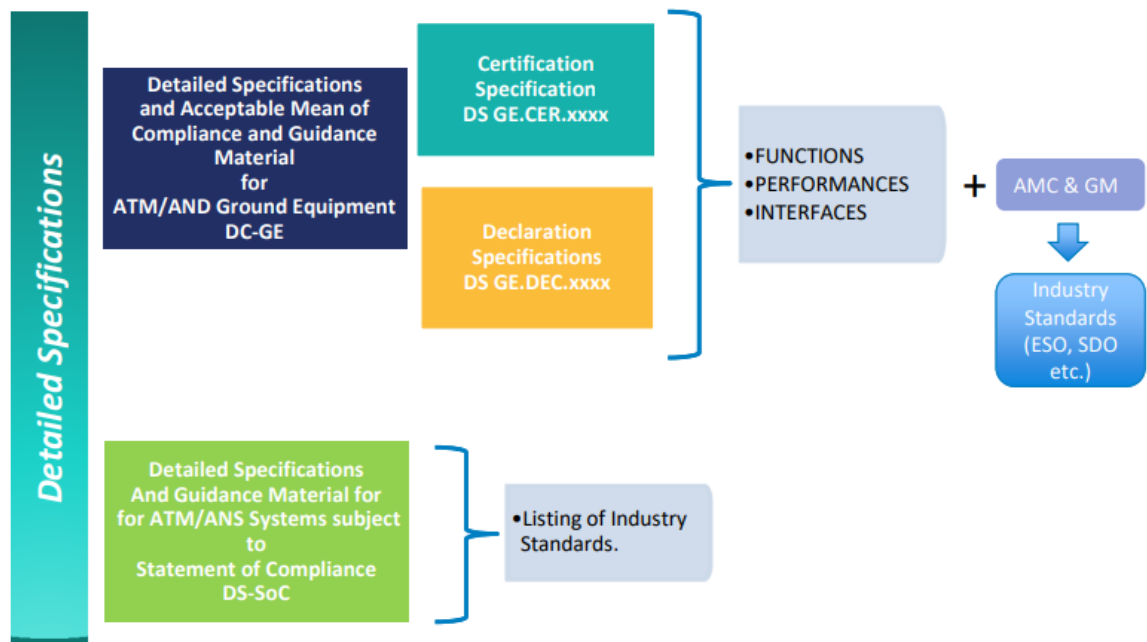 Detailed Specifications
Detailed Specifications
and Acceptable Mean of
Compliance and Guidance
Material
for
ATM/AND Ground Equipment
DC-GE
Certification
Specification
DS GE.CER.xxxx
Declaration
Specifications
DS GE.DEC.xxxx
•FUNCTIONS
•PERFORMANCES
•INTERFACES
+
AMC & GM
Industry
Standards
(ESO, SDO
etc.)
Detailed Specifications
And Guidance Material for
for ATM/ANS Systems subject
to
Statement of Compliance
DS-SoC
•Listing of Industry
Standards.